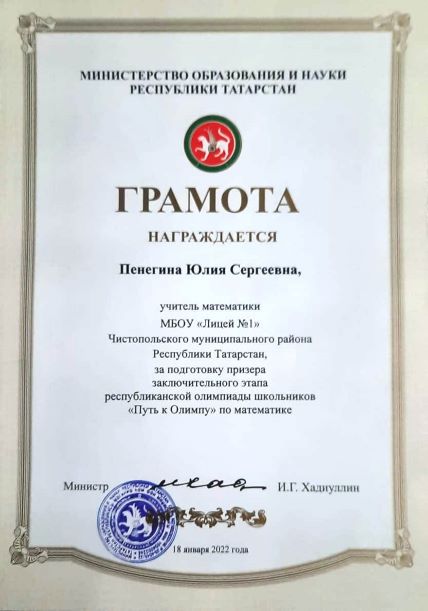 МИНИСТЕРСТВО ОБРАЗОВАНИЯ И НАУКИ
РЕСПУБЛИКИ ТАТАРСТАН
ГРАМОТА
НАГРАЖДАЕТСЯ
Пенегина Юлия Сергеевна,
учитель математики
МБОУ «Лицей №1»
Чистопольского муниципального района
Республики Татарстан,
за подготовку призера
заключительного этапа
республиканской олимпиады школьников
«Путь к Олимпу» по математике
Министр И.Г. Хадиуллин
18 января 2022 года